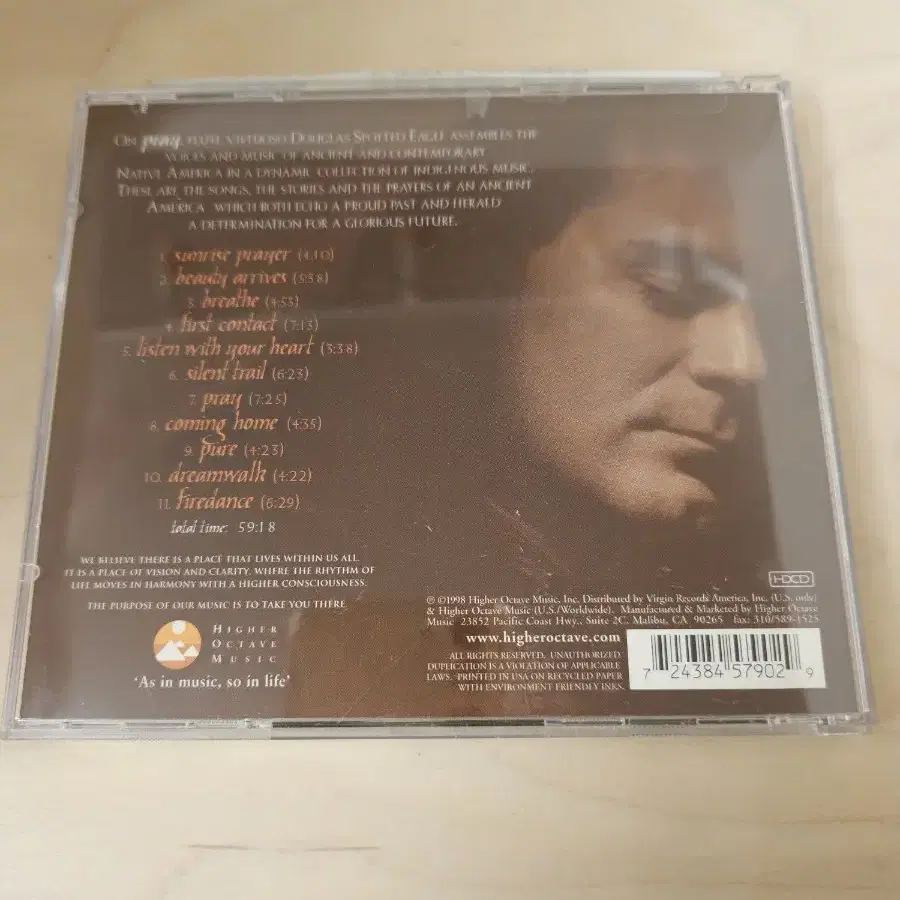 On pray, flute virtuoso Douglas Spotted Eagle assembles the
voices and music of ancient and contemporary
Native America in a dynamic collection of indigenous music.
These are the songs, the stories and the prayers of an ancient
America which both echo a proud past and herald
a determination for a glorious future.
1. sunrise prayer (4:10)
2. beauty arrives (5:38)
3. breathe (4:53)
4. first contact (7:13)
5. listen with your heart (3:38)
6. silent trail (6:23)
7. pray (7:25)
8. coming home (4:35)
9. pure (4:23)
10. dreamwalk (4:22)
11. firedance (6:29)
total time: 59:18
WE BELIEVE THERE IS A PLACE THAT LIVES WITHIN US ALL.
IT IS A PLACE OF VISION AND CLARITY, WHERE THE RHYTHM OF
LIFE MOVES IN HARMONY WITH A HIGHER CONSCIOUSNESS.
THE PURPOSE OF OUR MUSIC IS TO TAKE YOU THERE.
HIGHER
OCTAVE
MUSIC
'As in music, so in life'
HDCD
℗©1998 Higher Octave Music, Inc. Distributed by Virgin Records America, Inc. (U.S. only)
& Higher Octave Music (U.S./Worldwide). Manufactured & Marketed by Higher Octave
Music 23852 Pacific Coast Hwy., Suite 2C, Malibu, CA 90265 fax: 310/589-1525
www.higheroctave.com
ALL RIGHTS RESERVED. UNAUTHORIZED
DUPLICATION IS A VIOLATION OF APPLICABLE
LAWS. PRINTED IN USA ON RECYCLED PAPER
WITH ENVIRONMENT FRIENDLY INKS.
7 24384 57902 9